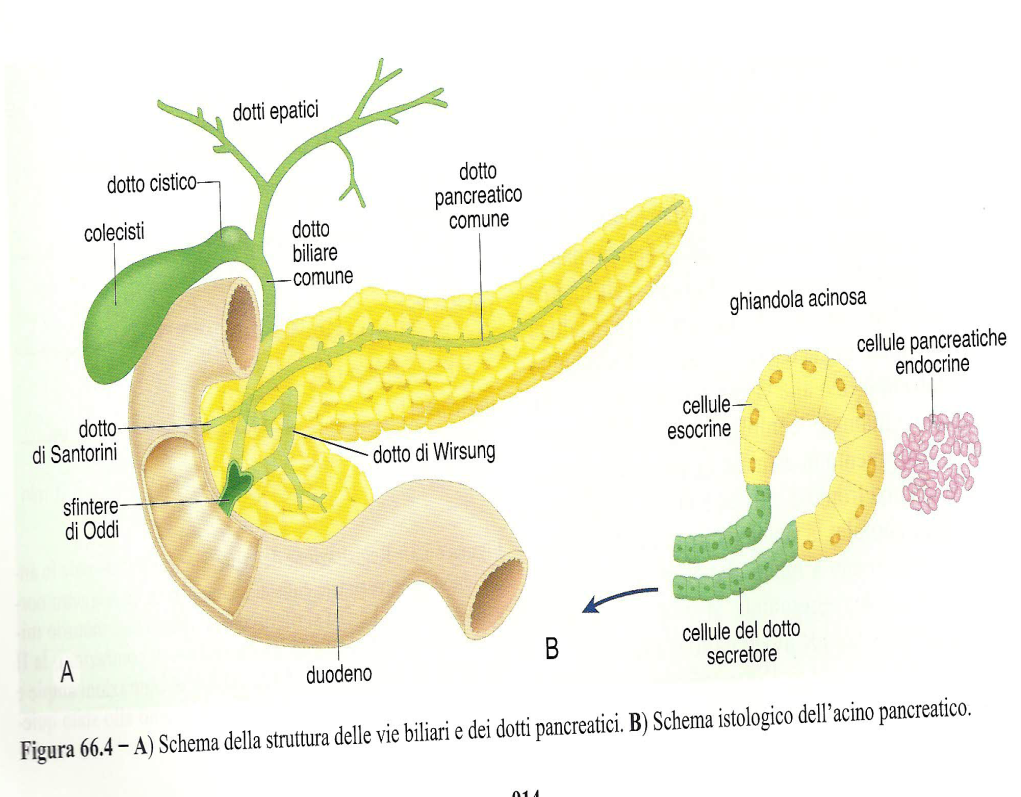 dotti epatici
dotto cistico
colecisti
dotto
biliare
comune
dotto
pancreatico
comune
dotto
di Santorini
dotto di Wirsung
sfintere
di Oddi
duodeno
A
ghiandola acinosa
cellule pancreatiche
endocrine
cellule
esocrine
cellule del dotto
secretore
B
Figura 66.4 – A) Schema della struttura delle vie biliari e dei dotti pancreatici. B) Schema istologico dell'acino pancreatico.